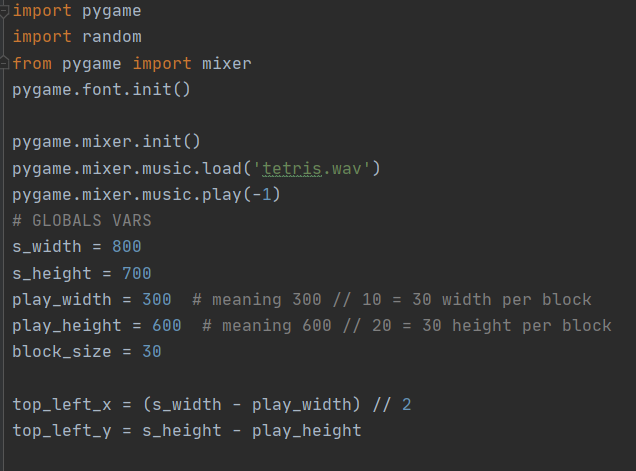 import pygame
import random
from pygame import mixer
pygame.font.init()
pygame.mixer.init()
pygame.mixer.music.load('tetris.wav')
pygame.mixer.music.play(-1)
# GLOBALS VARS
s_width = 800
s_height = 700
play_width = 300  # meaning 300 // 10 = 30 width per block
play_height = 600  # meaning 600 // 20 = 30 height per block
block_size = 30
top_left_x = (s_width - play_width) // 2
top_left_y = s_height - play_height